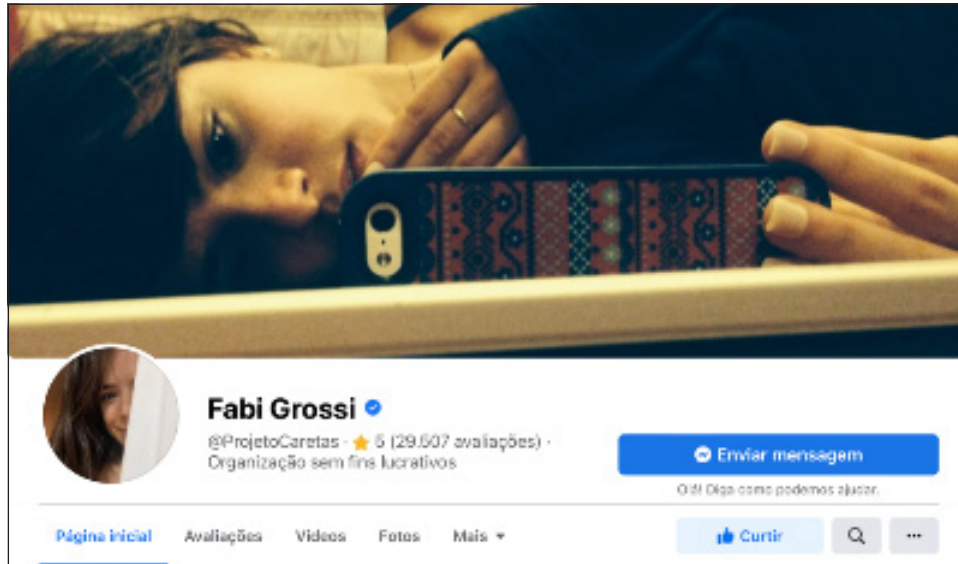 Fabi Grossi
@ProjetoCaretas · 5 (29.507 avaliações) ·
Organização sem fins lucrativos
Enviar mensagem
Olá! Diga como podemos ajudar.
Página inicial Avaliações Vídeos Fotos Mais
Curtir